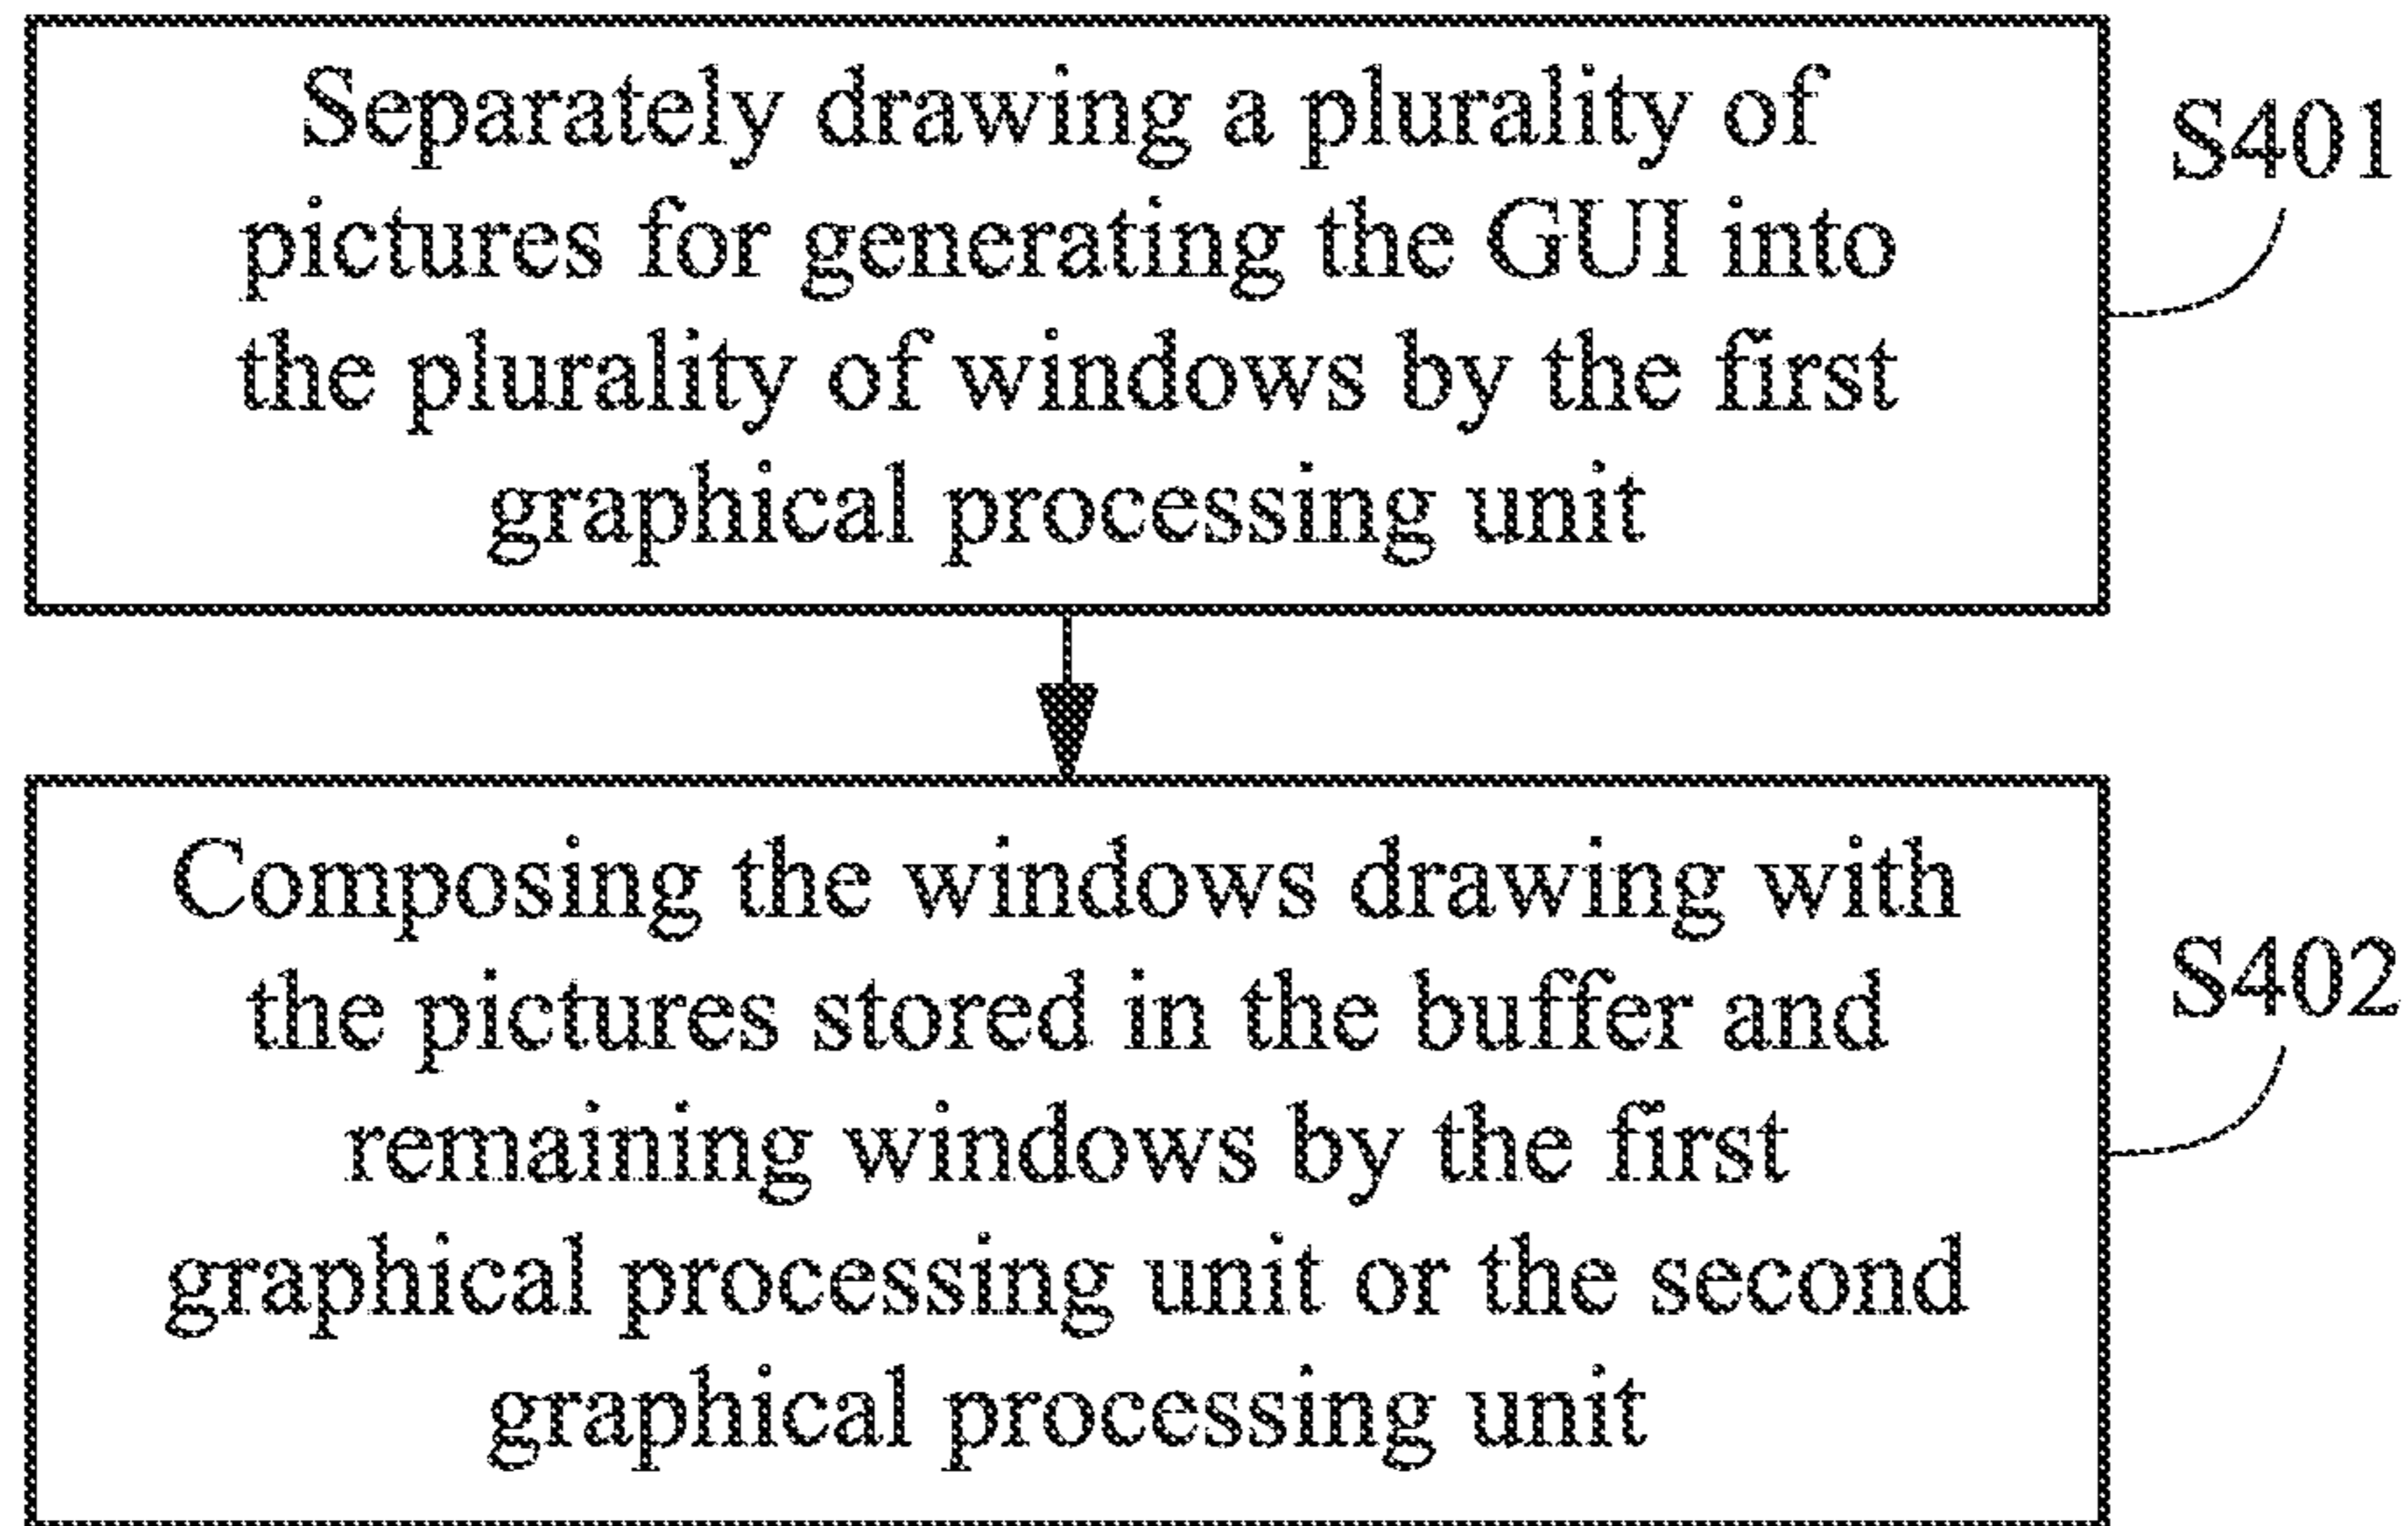 Separately drawing a plurality of
pictures for generating the GUI into
the plurality of windows by the first
graphical processing unit
S401
Composing the windows drawing with
the pictures stored in the buffer and
remaining windows by the first
graphical processing unit or the second
graphical processing unit
S402